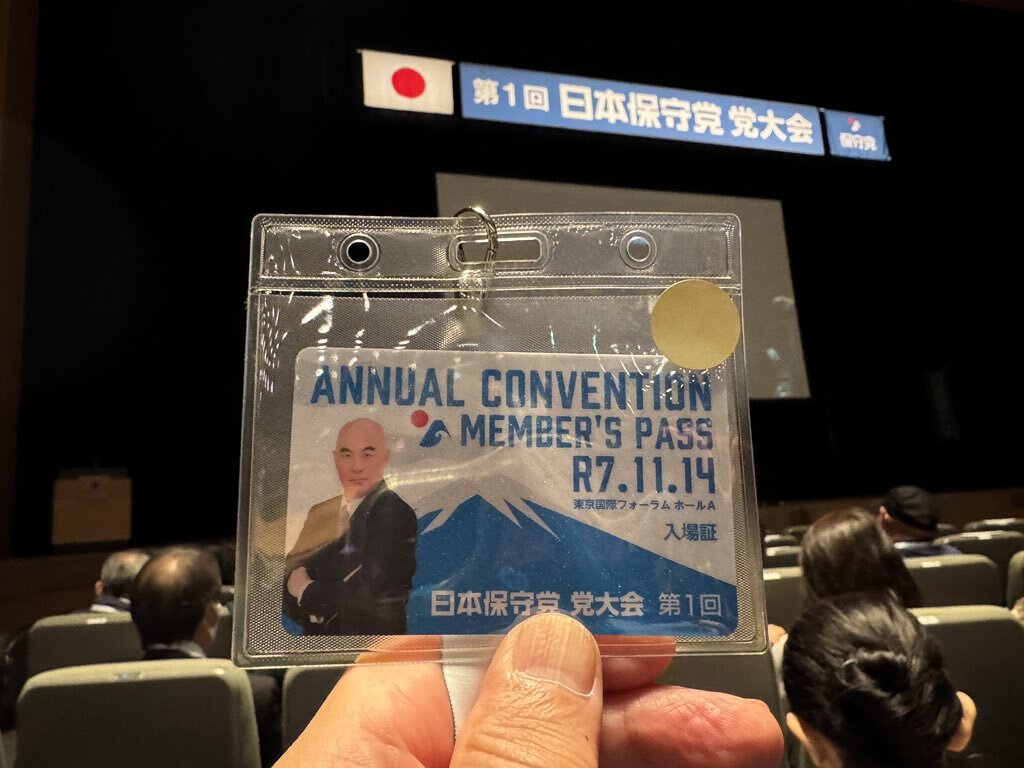 第1回 日本保守党 党大会
保守党
ANNUAL CONVENTION
MEMBER'S PASS
R7.11.14
東京国際フォーラム ホールA
入場証
日本保守党 党大会 第1回